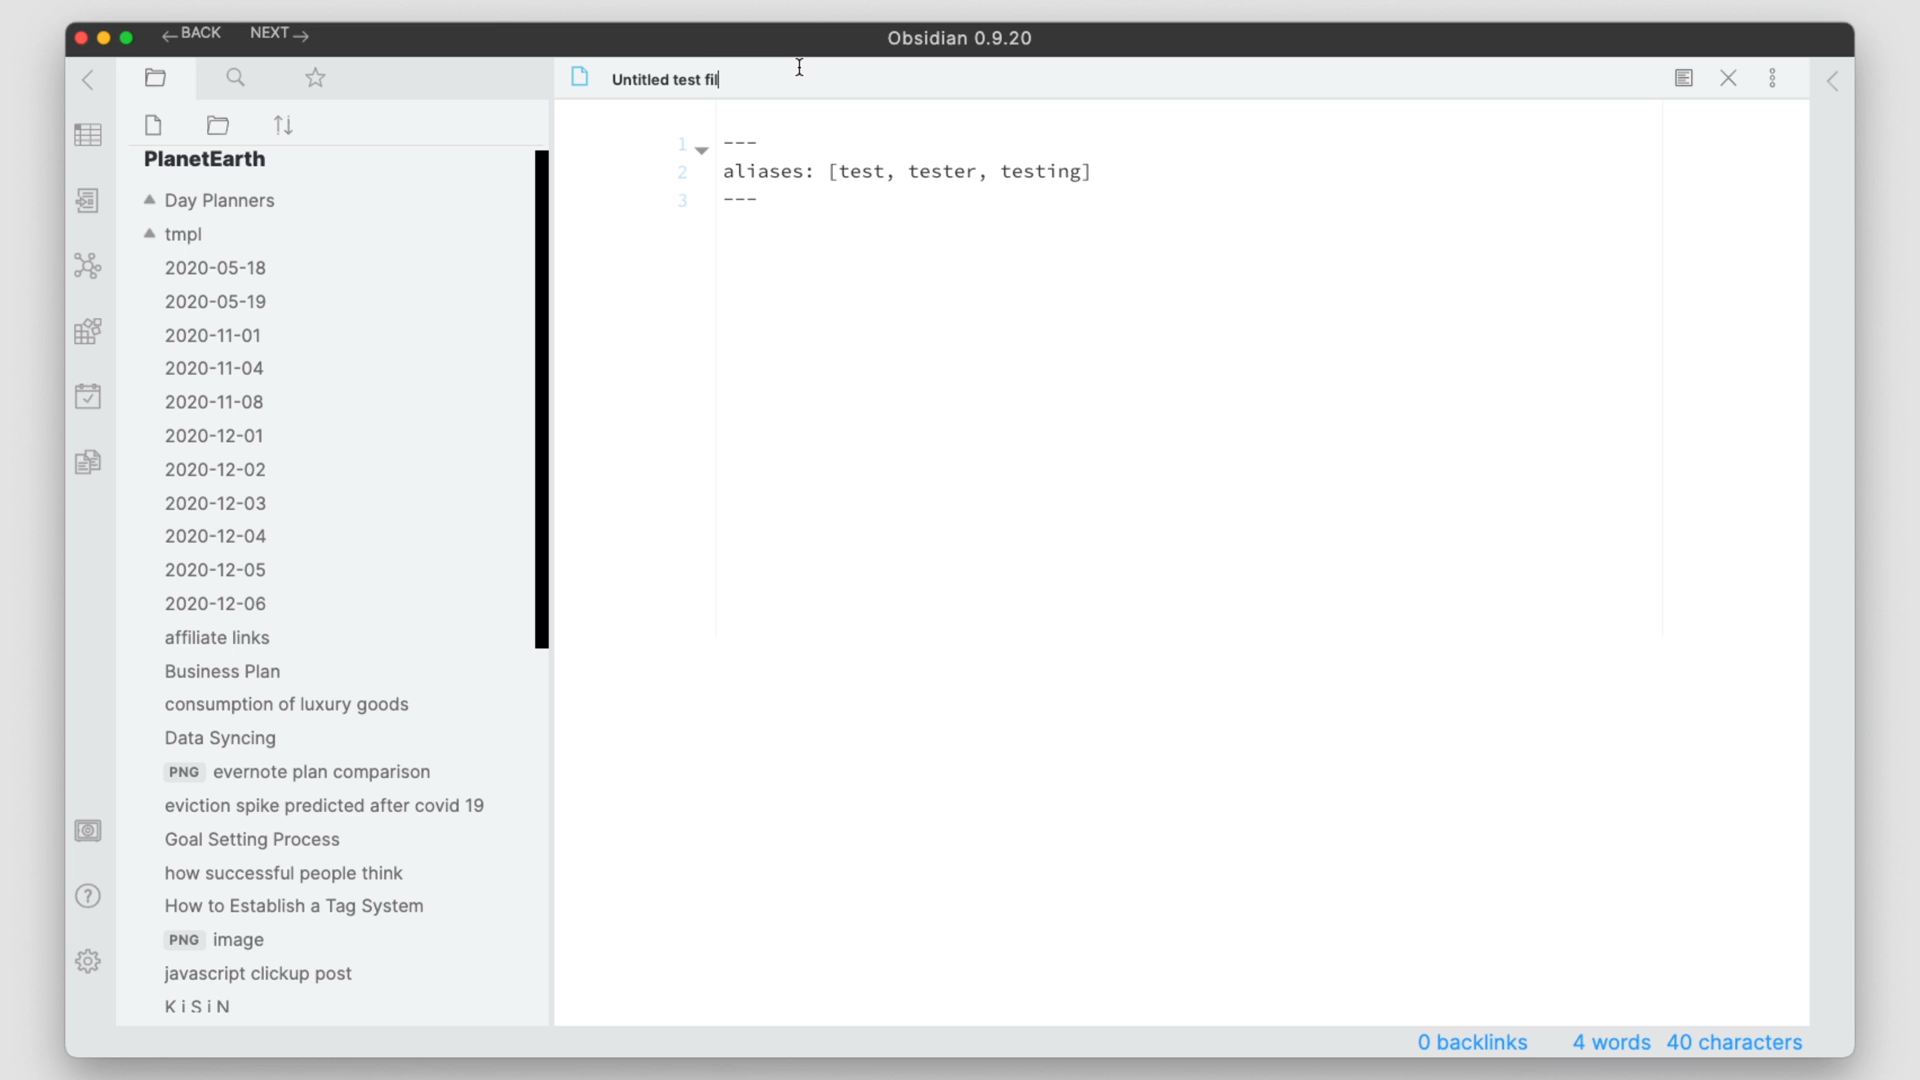 ← BACK NEXT →
Obsidian 0.9.20
Untitled test fil
PlanetEarth
Day Planners
tmpl
2020-05-18
2020-05-19
2020-11-01
2020-11-04
2020-11-08
2020-12-01
2020-12-02
2020-12-03
2020-12-04
2020-12-05
2020-12-06
affiliate links
Business Plan
consumption of luxury goods
Data Syncing
PNG evernote plan comparison
eviction spike predicted after covid 19
Goal Setting Process
how successful people think
How to Establish a Tag System
PNG image
javascript clickup post
K i S i N
1 ---
2 aliases: [test, tester, testing]
3 ---
0 backlinks 4 words 40 characters